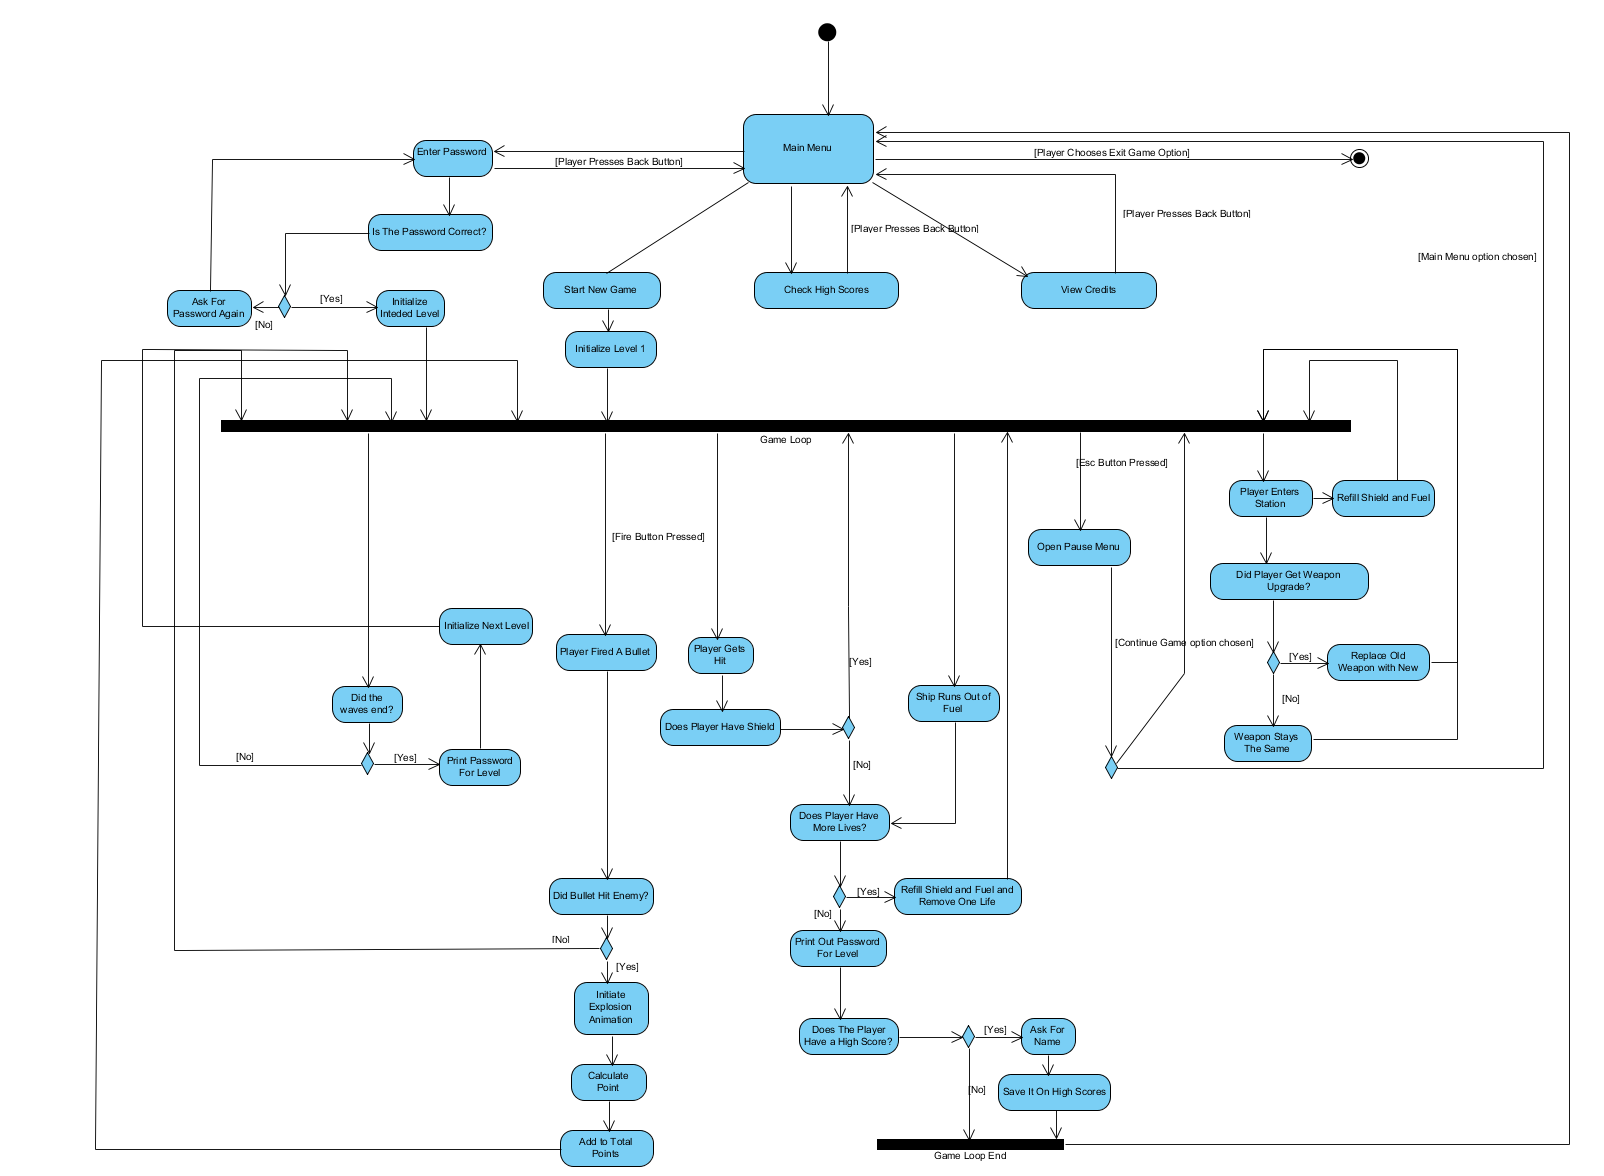 Main Menu
Enter Password
[Player Presses Back Button]
[Player Chooses Exit Game Option]
Is The Password Correct?
[Player Presses Back Button]
[Player Presses Back Button]
[Main Menu option chosen]
Ask For
Password Again
[No]
[Yes]
Initialize
Inteded Level
Start New Game
Check High Scores
View Credits
Initialize Level 1
Game Loop
[Esc Button Pressed]
Player Enters
Station
Refill Shield and Fuel
[Fire Button Pressed]
Open Pause Menu
Did Player Get Weapon
Upgrade?
Initialize Next Level
Player Fired A Bullet
Player Gets
Hit
[Yes]
[Continue Game option chosen]
[Yes]
Replace Old
Weapon with New
Did the
waves end?
Does Player Have Shield
Ship Runs Out of
Fuel
[No]
Weapon Stays
The Same
[No]
[Yes]
Print Password
For Level
[No]
Does Player Have
More Lives?
Did Bullet Hit Enemy?
[Yes]
Refill Shield and Fuel and
Remove One Life
[No]
[No]
Print Out Password
For Level
[Yes]
Initiate
Explosion
Animation
Does The Player
Have a High Score?
[Yes]
Ask For
Name
Calculate
Point
[No]
Save It On High Scores
Add to Total
Points
Game Loop End